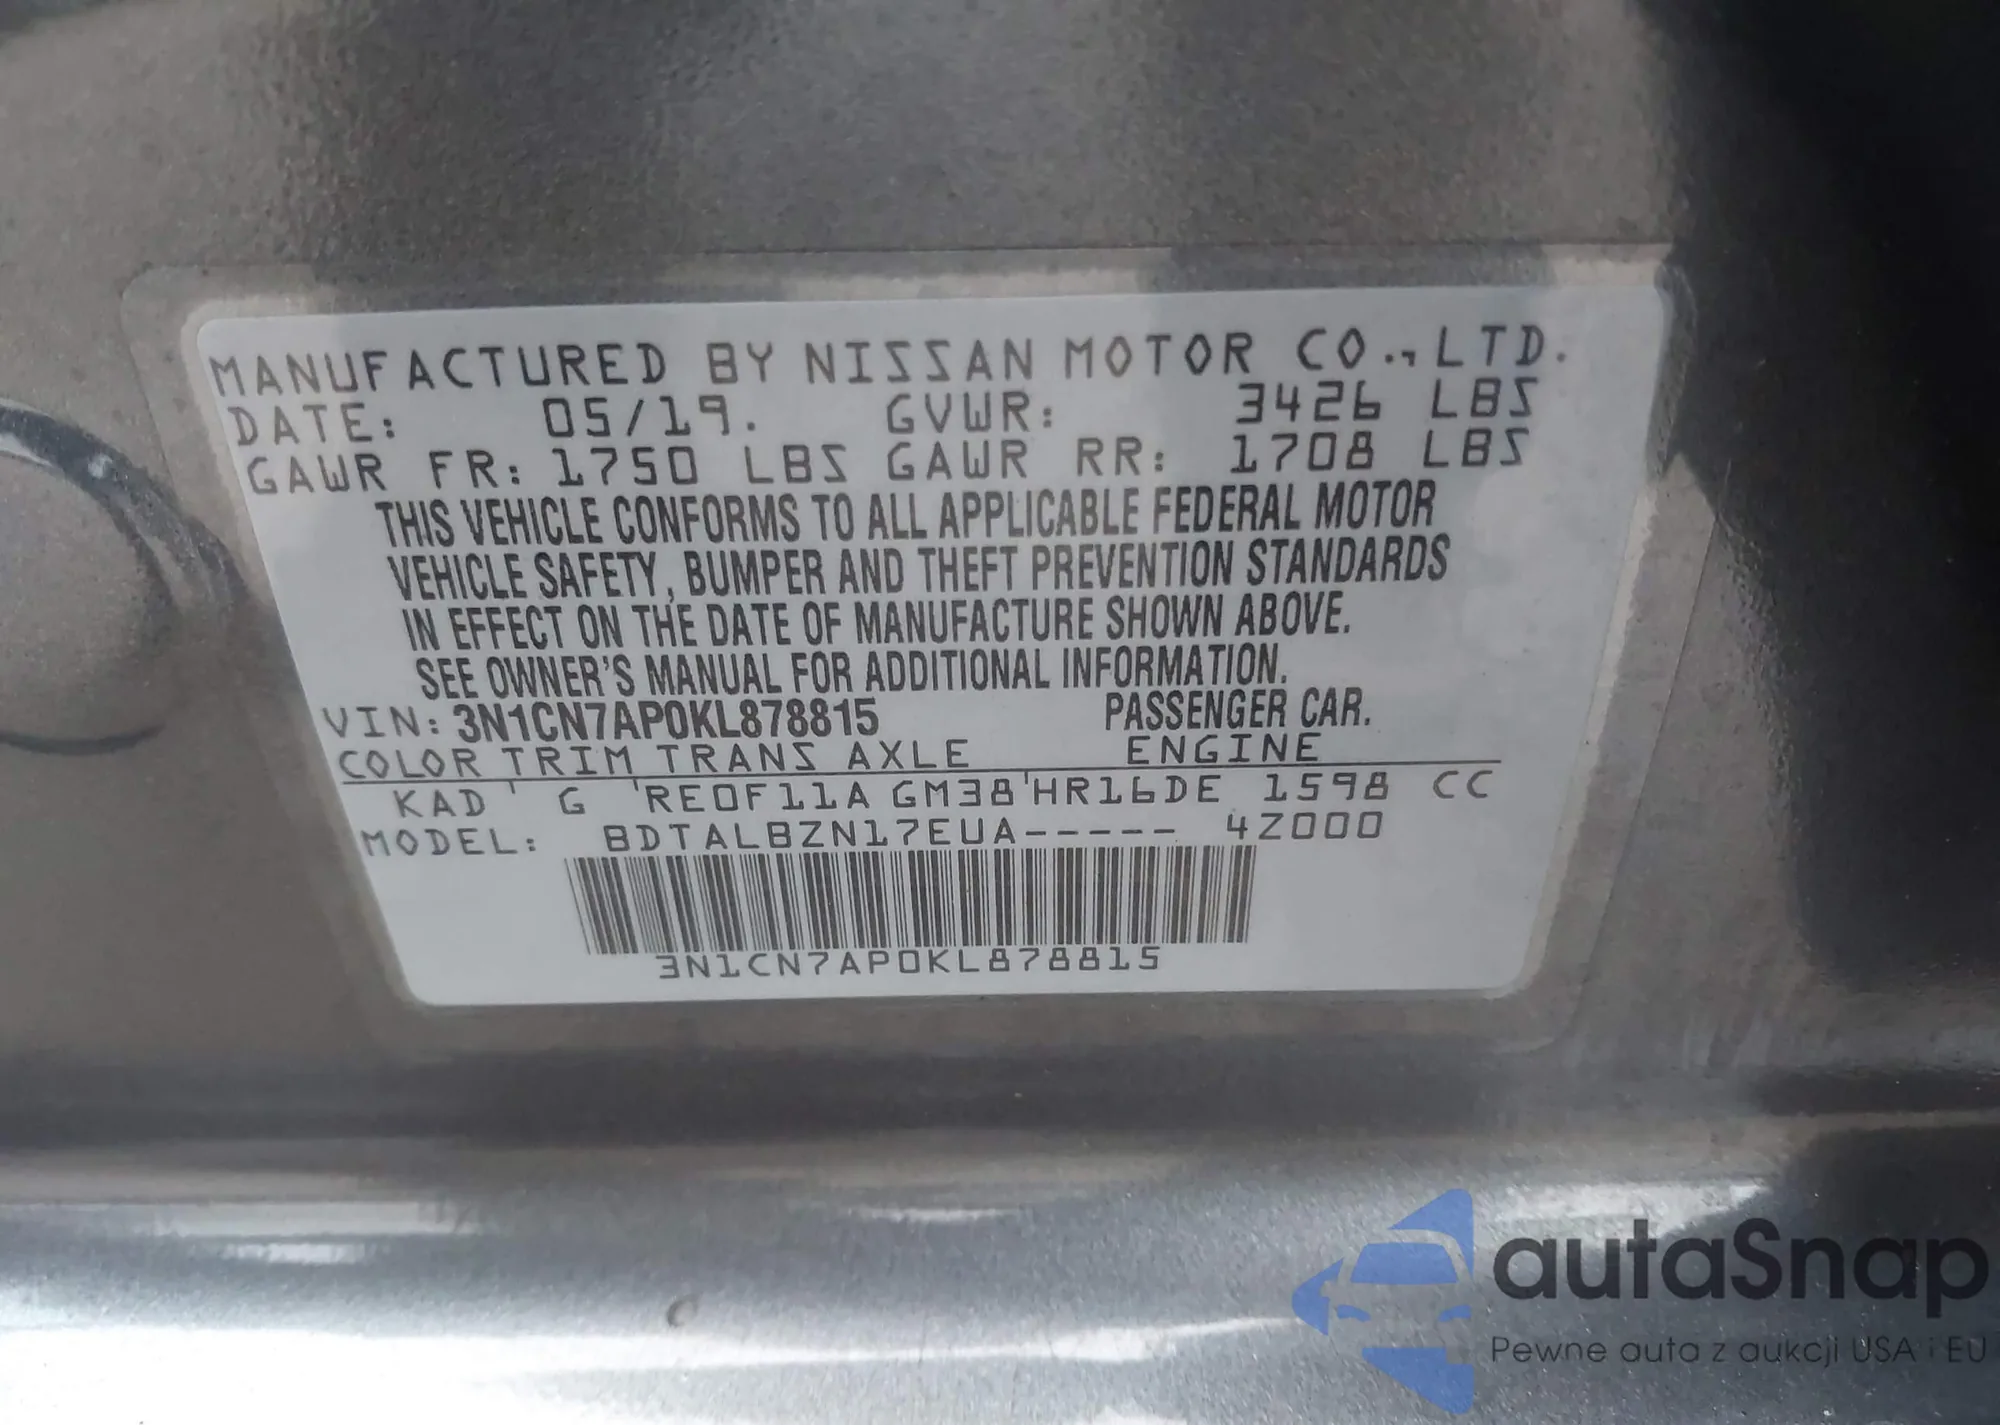 MANUFACTURED BY NISSAN MOTOR CO., LTD.
DATE: 05/19. GVWR: 3426 LBS
GAWR FR: 1750 LBS GAWR RR: 1708 LBS
THIS VEHICLE CONFORMS TO ALL APPLICABLE FEDERAL MOTOR
VEHICLE SAFETY, BUMPER AND THEFT PREVENTION STANDARDS
IN EFFECT ON THE DATE OF MANUFACTURE SHOWN ABOVE.
SEE OWNER'S MANUAL FOR ADDITIONAL INFORMATION.
VIN: 3N1CN7AP0KL878815 PASSENGER CAR.
COLOR TRIM TRANS AXLE ENGINE
KAD ' G 'RE0F11A GM38'HR16DE 1598 CC
MODEL: BDTALBZN17EUA----- 4Z000
3N1CN7AP0KL878815
autaSnap
Pewne auta z aukcji USA i EU